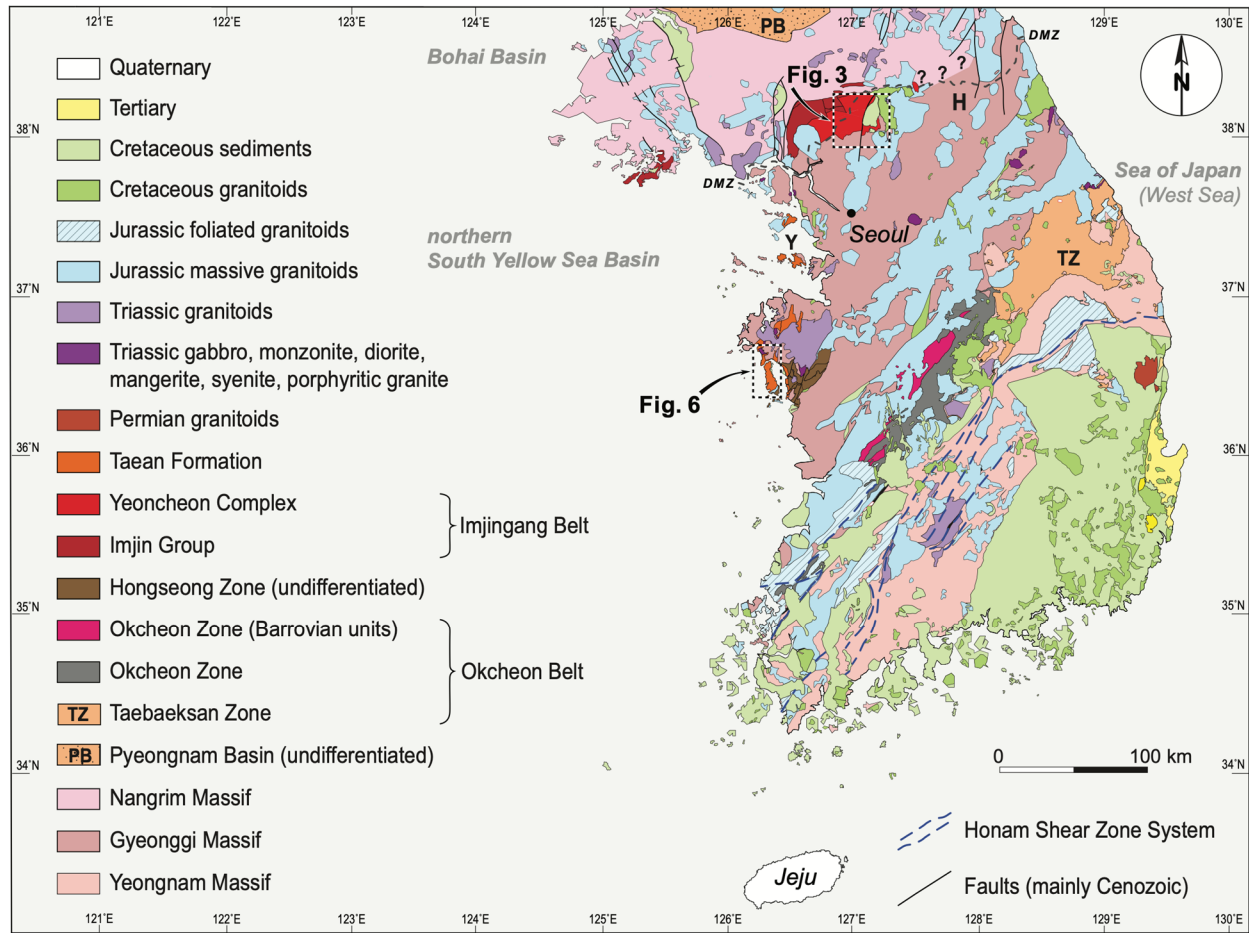 121°E 122°E 123°E 124°E 125°E 126°E 127°E 128°E 129°E 130°E
PB
DMZ
Bohai Basin
? ? ?
Fig. 3
H
N
38°N 38°N
DMZ
Sea of Japan
(West Sea)
Seoul
Y
northern
South Yellow Sea Basin
TZ
37°N 37°N
Fig. 6
36°N 36°N
35°N 35°N
34°N 34°N
Quaternary
Tertiary
Cretaceous sediments
Cretaceous granitoids
Jurassic foliated granitoids
Jurassic massive granitoids
Triassic granitoids
Triassic gabbro, monzonite, diorite,
mangerite, syenite, porphyritic granite
Permian granitoids
Taean Formation
Yeoncheon Complex
Imjingang Belt
Imjin Group
Hongseong Zone (undifferentiated)
Okcheon Zone (Barrovian units)
Okcheon Zone
Okcheon Belt
TZ Taebaeksan Zone
PB Pyeongnam Basin (undifferentiated)
Nangrim Massif
Gyeonggi Massif
Yeongnam Massif
0 100 km
Honam Shear Zone System
Faults (mainly Cenozoic)
Jeju
121°E 122°E 123°E 124°E 125°E 126°E 127°E 128°E 129°E 130°E